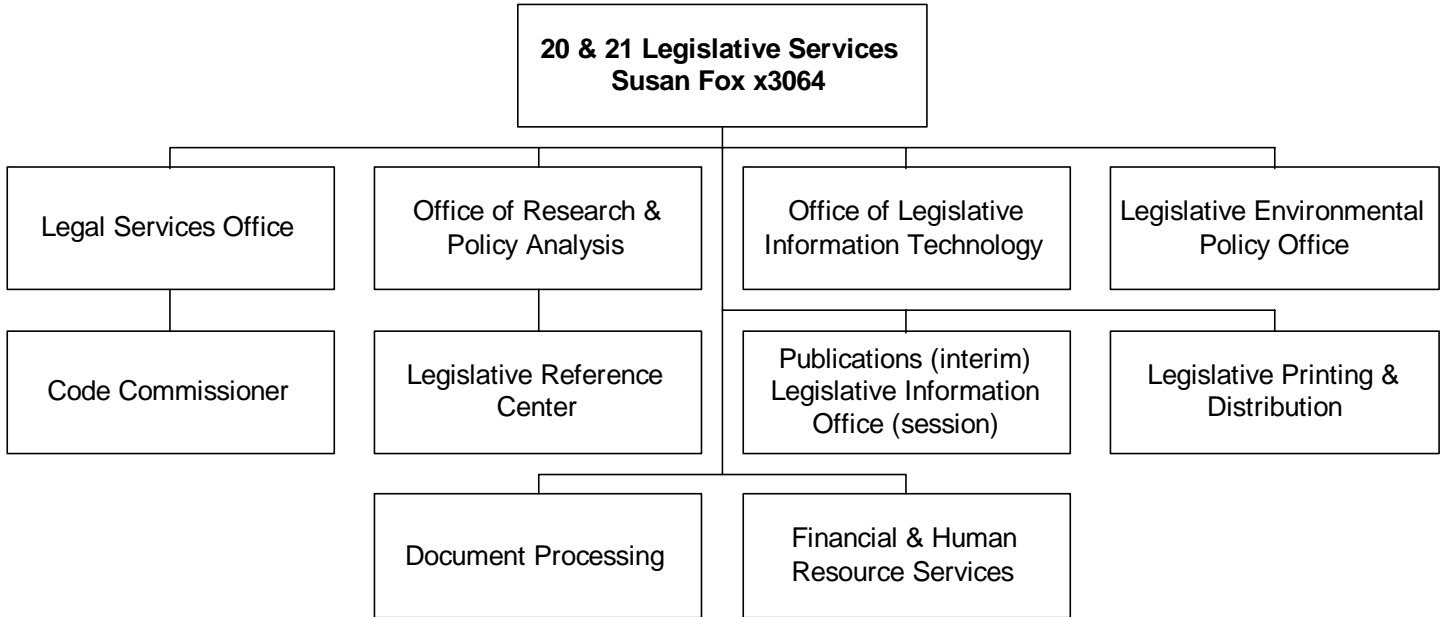 20 & 21 Legislative Services
Susan Fox x3064
Legal Services Office
Office of Research &
Policy Analysis
Office of Legislative
Information Technology
Legislative Environmental
Policy Office
Code Commissioner
Legislative Reference
Center
Publications (interim)
Legislative Information
Office (session)
Legislative Printing &
Distribution
Document Processing
Financial & Human
Resource Services